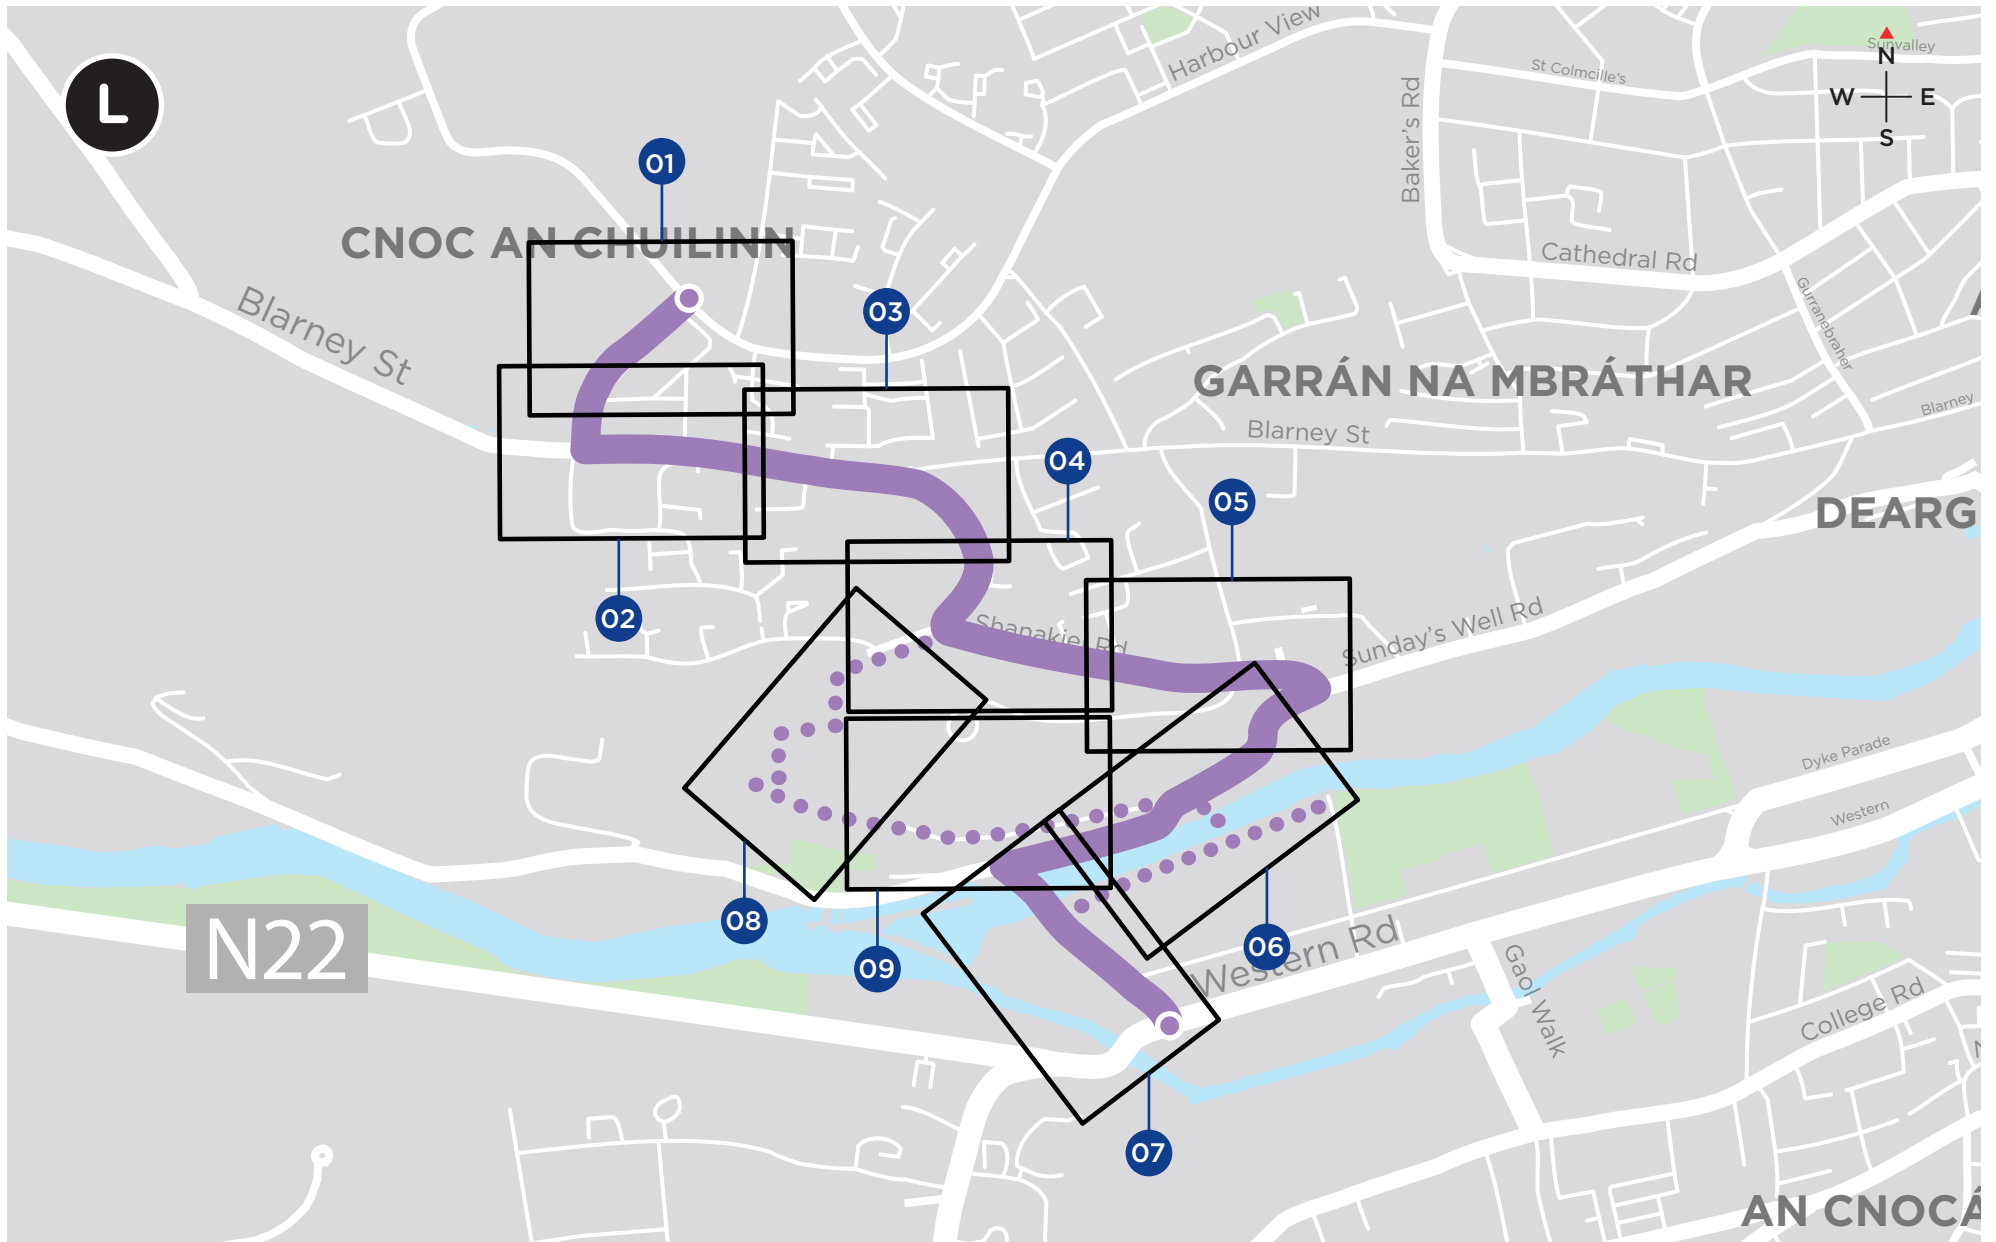 L
Harbour View
Baker's Rd
St Colmcille's
Sunvalley
N
W
E
S
01
CNOC AN CHUILINN
Blarney St
03
Cathedral Rd
Gurranebraher
GARRÁN NA MBRÁTHAR
Blarney
Blarney St
04
05
DEARG
02
Shanakiel Rd
Sunday's Well Rd
Dyke Parade
Western
08
09
06
N22
Western Rd
Gaol Walk
College Rd
07
AN CNOCÁ